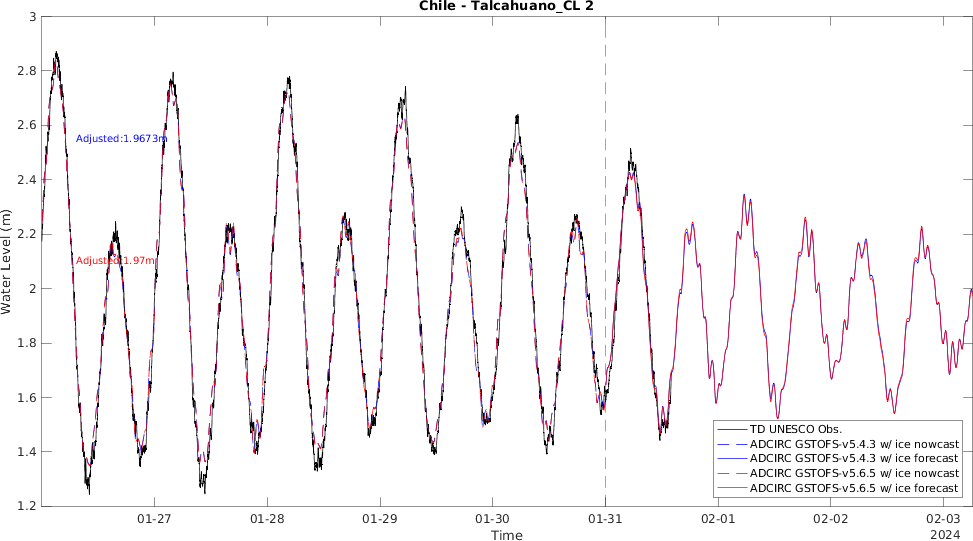 Chile - Talcahuano_CL 2
3
2.8
2.6
2.4
2.2
2
1.8
1.6
1.4
1.2
Water Level (m)
Adjusted:1.9673m
Adjusted:1.97m
TD UNESCO Obs.
ADCIRC GSTOFS-v5.4.3 w/ ice nowcast
ADCIRC GSTOFS-v5.4.3 w/ ice forecast
ADCIRC GSTOFS-v5.6.5 w/ ice nowcast
ADCIRC GSTOFS-v5.6.5 w/ ice forecast
01-27 01-28 01-29 01-30 01-31 02-01 02-02 02-03
Time
2024